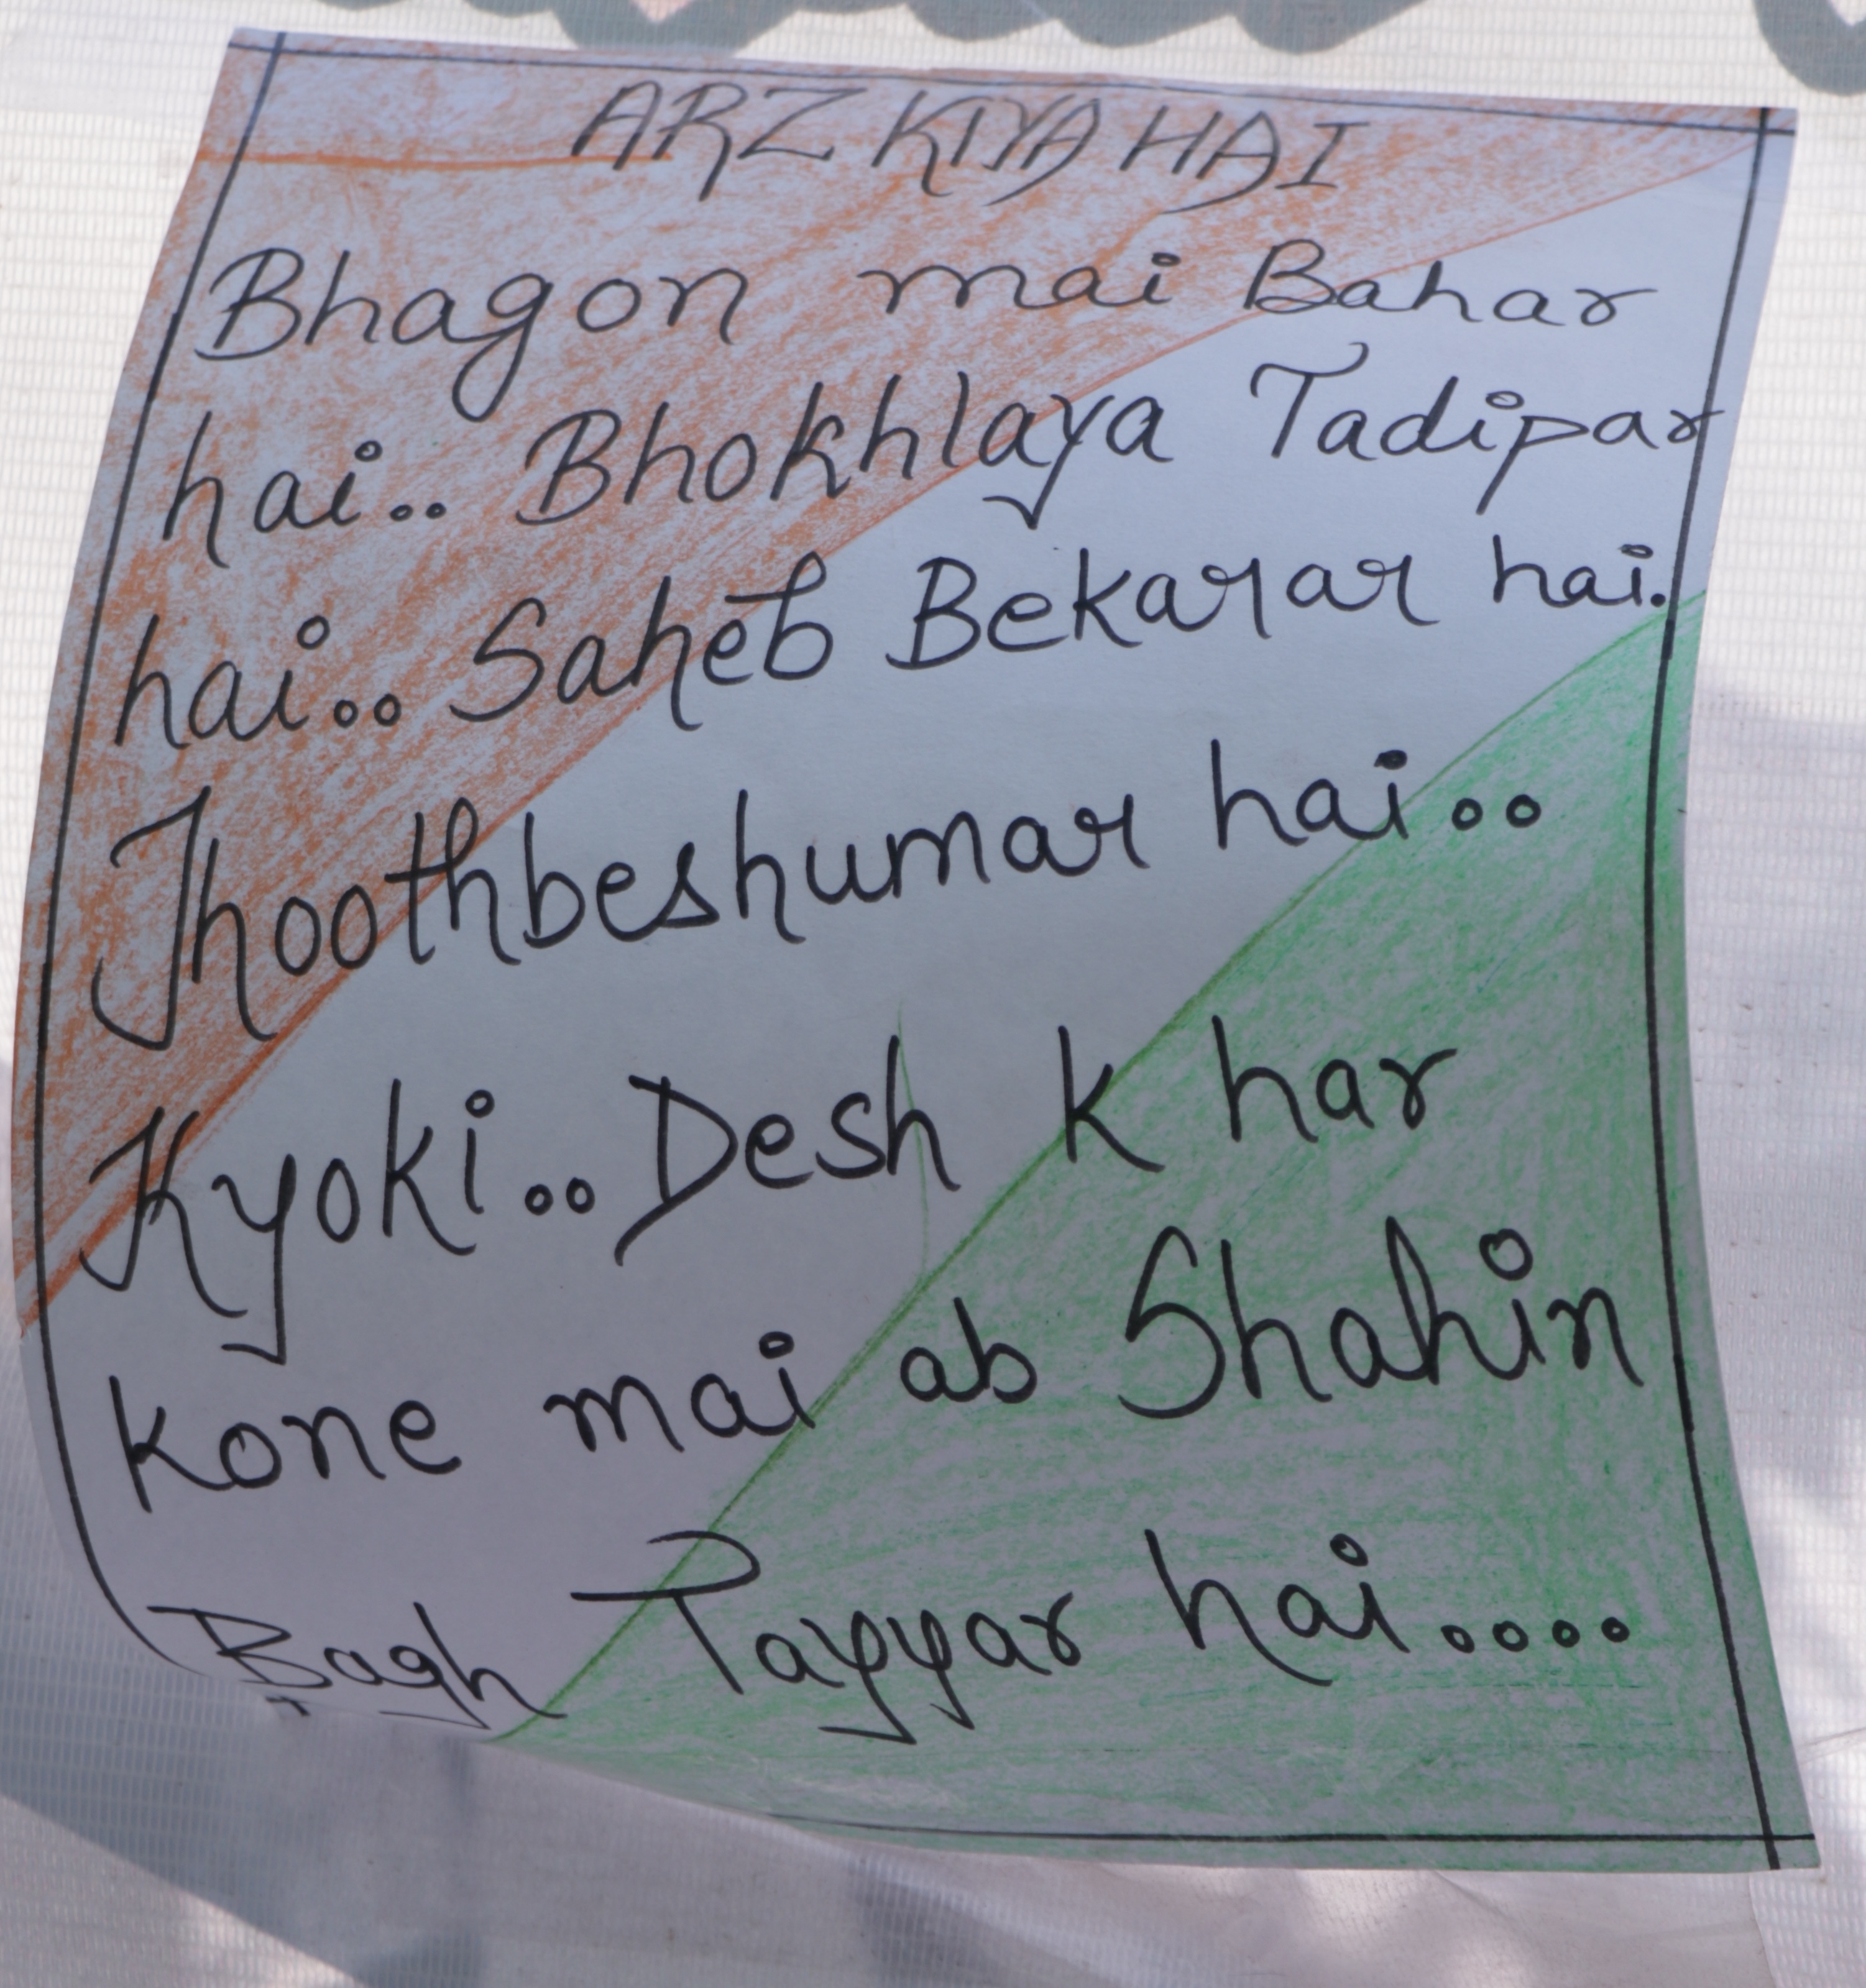 ARZ KIYA HAI
Bhagon mai Bahar
hai.. Bhokhlaya Tadipar
hai.. Saheb Bekarar hai.
Jhoothbeshumar hai..
Kyoki.. Desh k har
kone mai ab Shahin
Bagh Tayyar hai....